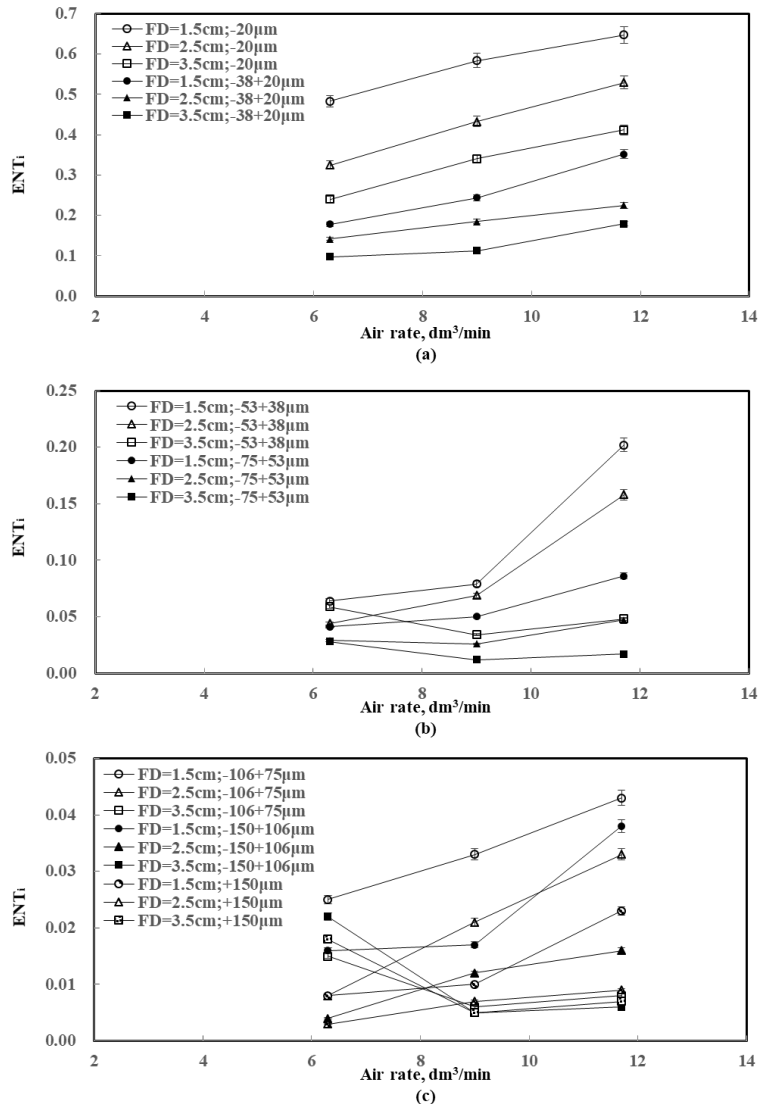 0.7
0.6
0.5
0.4
0.3
0.2
0.1
0.0
ENTi
FD=1.5cm;-20μm
FD=2.5cm;-20μm
FD=3.5cm;-20μm
FD=1.5cm;-38+20μm
FD=2.5cm;-38+20μm
FD=3.5cm;-38+20μm
2 4 6 8 10 12 14
Air rate, dm³/min
(a)
0.25
0.20
0.15
0.10
0.05
0.00
ENTi
FD=1.5cm;-53+38μm
FD=2.5cm;-53+38μm
FD=3.5cm;-53+38μm
FD=1.5cm;-75+53μm
FD=2.5cm;-75+53μm
FD=3.5cm;-75+53μm
2 4 6 8 10 12 14
Air rate, dm³/min
(b)
0.05
0.04
0.03
0.02
0.01
0.00
ENTi
FD=1.5cm;-106+75μm
FD=2.5cm;-106+75μm
FD=3.5cm;-106+75μm
FD=1.5cm;-150+106μm
FD=2.5cm;-150+106μm
FD=3.5cm;-150+106μm
FD=1.5cm;+150μm
FD=2.5cm;+150μm
FD=3.5cm;+150μm
2 4 6 8 10 12 14
Air rate, dm³/min
(c)